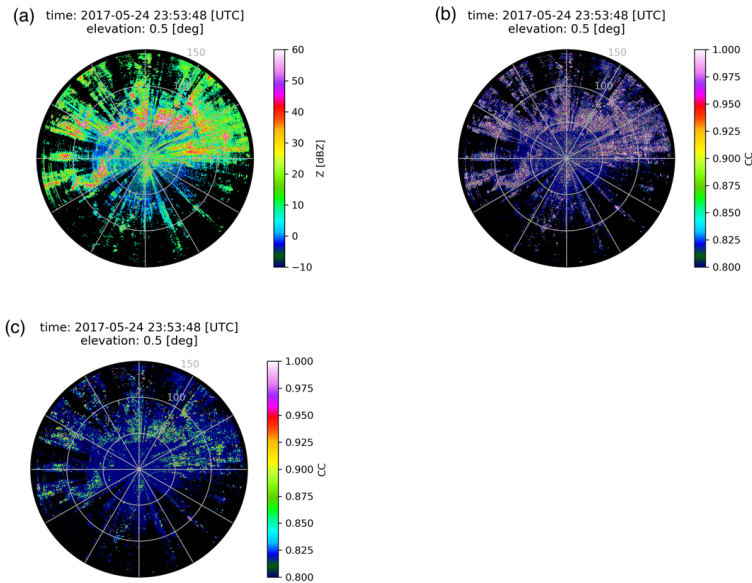 (a)
time: 2017-05-24 23:53:48 [UTC]
elevation: 0.5 [deg]
150
100
60
50
40
30
20
10
0
−10
Z [dBZ]
(b)
time: 2017-05-24 23:53:48 [UTC]
elevation: 0.5 [deg]
150
100
1.000
0.975
0.950
0.925
0.900
0.875
0.850
0.825
0.800
CC
(c)
time: 2017-05-24 23:53:48 [UTC]
elevation: 0.5 [deg]
150
100
1.000
0.975
0.950
0.925
0.900
0.875
0.850
0.825
0.800
CC